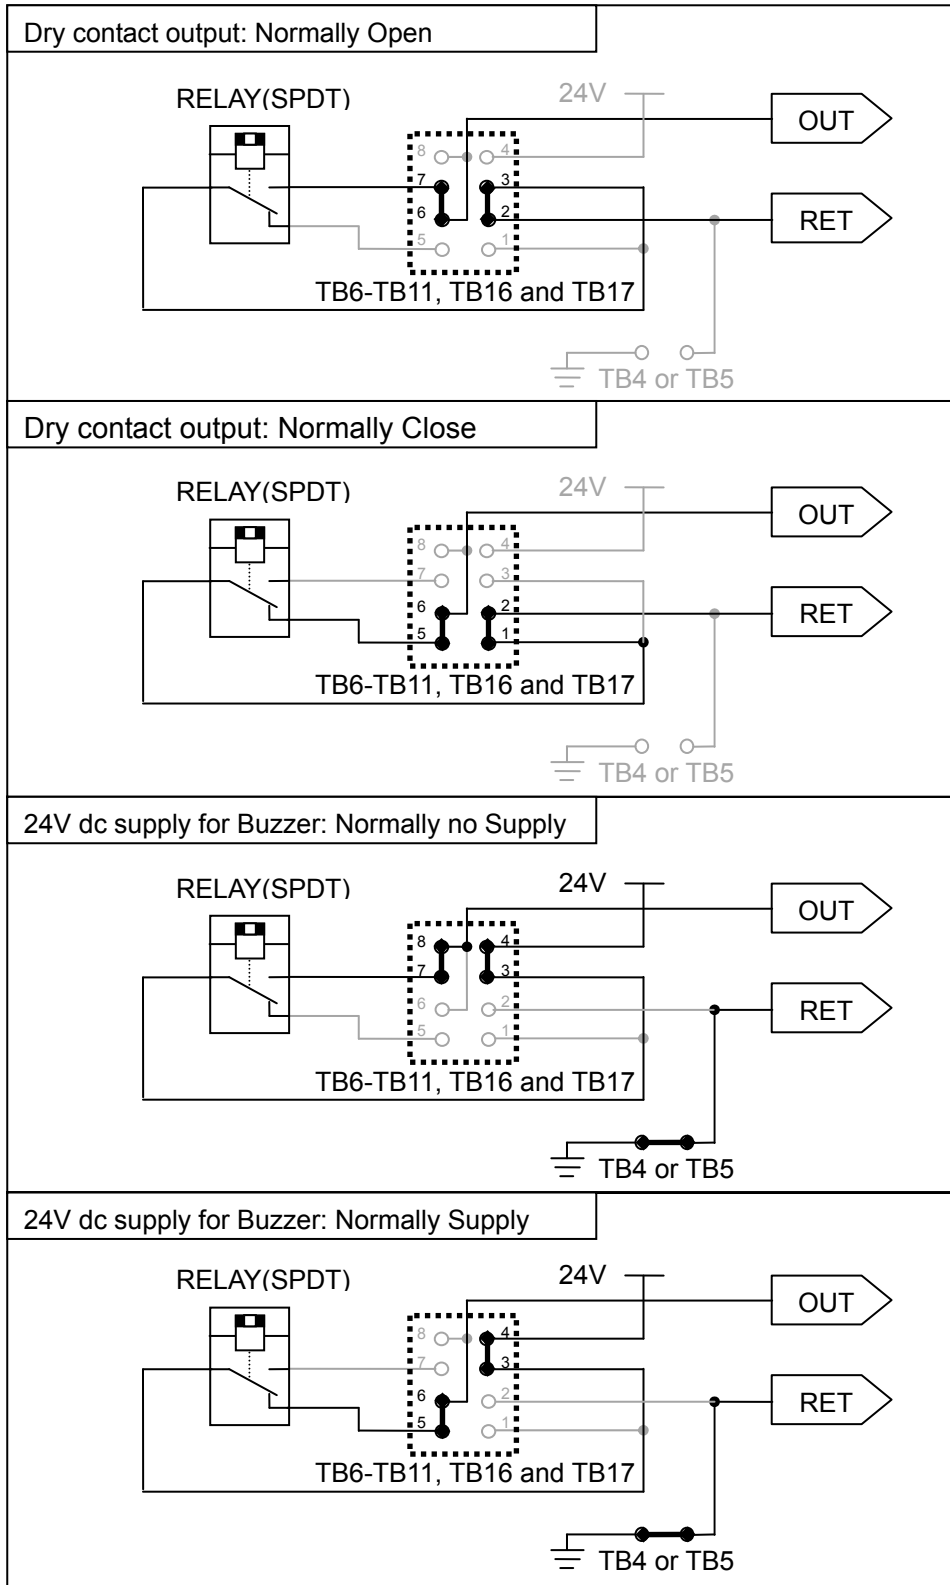 Dry contact output: Normally Open
RELAY(SPDT)
24V
OUT
8 4
7 3
6 2
RET
5 1
TB6-TB11, TB16 and TB17
TB4 or TB5
Dry contact output: Normally Close
RELAY(SPDT)
24V
OUT
8 4
7 3
6 2
RET
5 1
TB6-TB11, TB16 and TB17
TB4 or TB5
24V dc supply for Buzzer: Normally no Supply
RELAY(SPDT)
24V
OUT
8 4
7 3
6 2
RET
5 1
TB6-TB11, TB16 and TB17
TB4 or TB5
24V dc supply for Buzzer: Normally Supply
RELAY(SPDT)
24V
OUT
8 4
7 3
6 2
RET
5 1
TB6-TB11, TB16 and TB17
TB4 or TB5